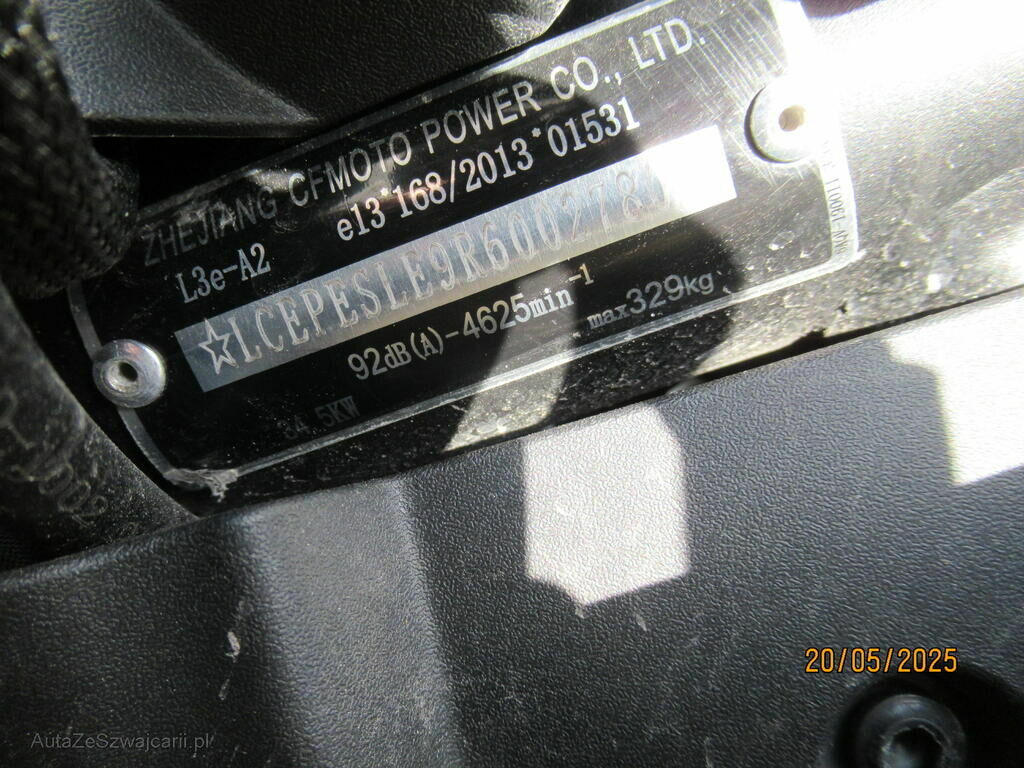 ZHEJIANG CFMOTO POWER CO., LTD.
L3e-A2 e13*168/2013*01531
☆LCEPESLE9R600278
92dB(A)-4625min-1
max329kg
34.5KW
20/05/2025
AutaZeSzwajcarii.pl